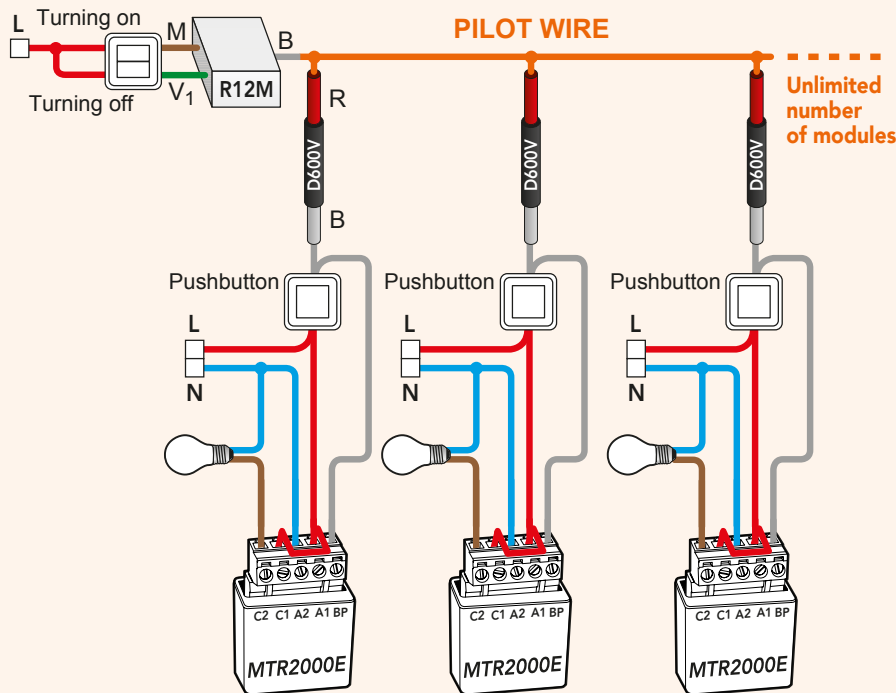 L
Turning on
M
B
PILOT WIRE
R12M
Turning off
V1
R
Unlimited
number
of modules
D600V
D600V
D600V
B
Pushbutton
Pushbutton
Pushbutton
L
L
L
N
N
N
C2 C1 A2 A1 BP
C2 C1 A2 A1 BP
C2 C1 A2 A1 BP
MTR2000E
MTR2000E
MTR2000E